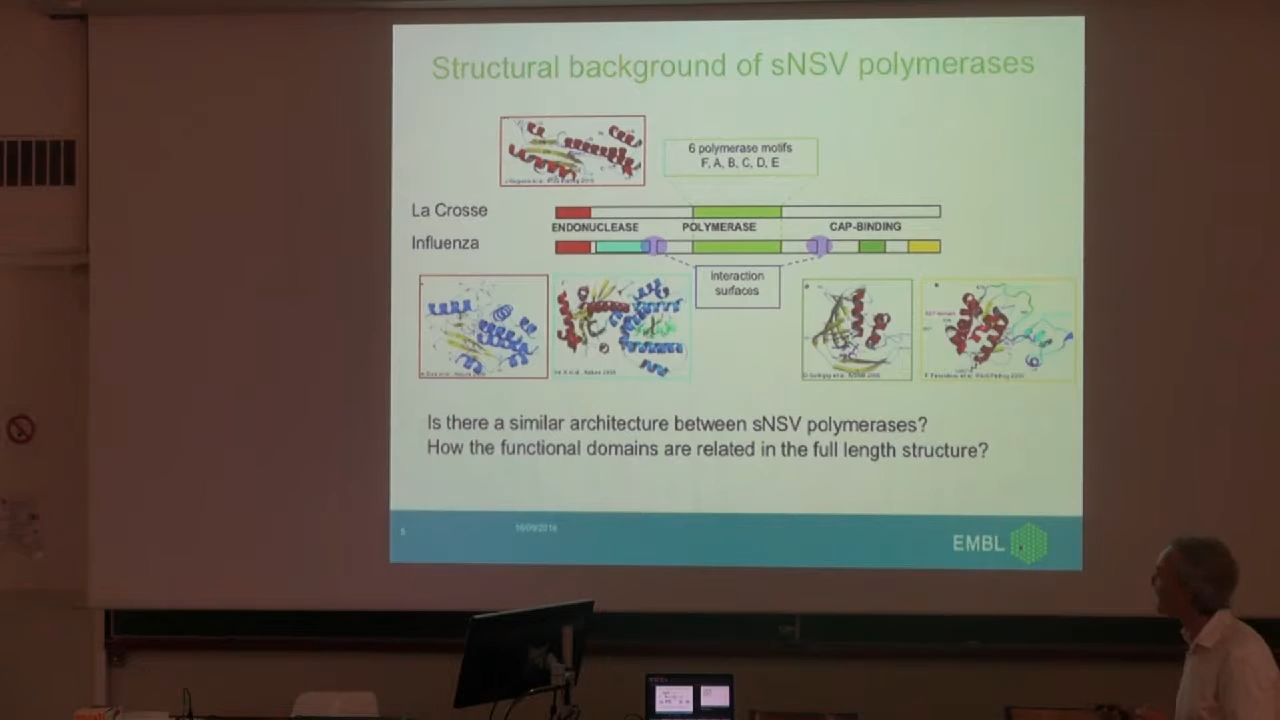 Structural background of sNSV polymerases
6 polymerase motifs
F, A, B, C, D, E
La Crosse
ENDONUCLEASE POLYMERASE CAP-BINDING
Influenza
interaction
surfaces
Is there a similar architecture between sNSV polymerases?
How the functional domains are related in the full length structure?
5
16/09/2016
EMBL